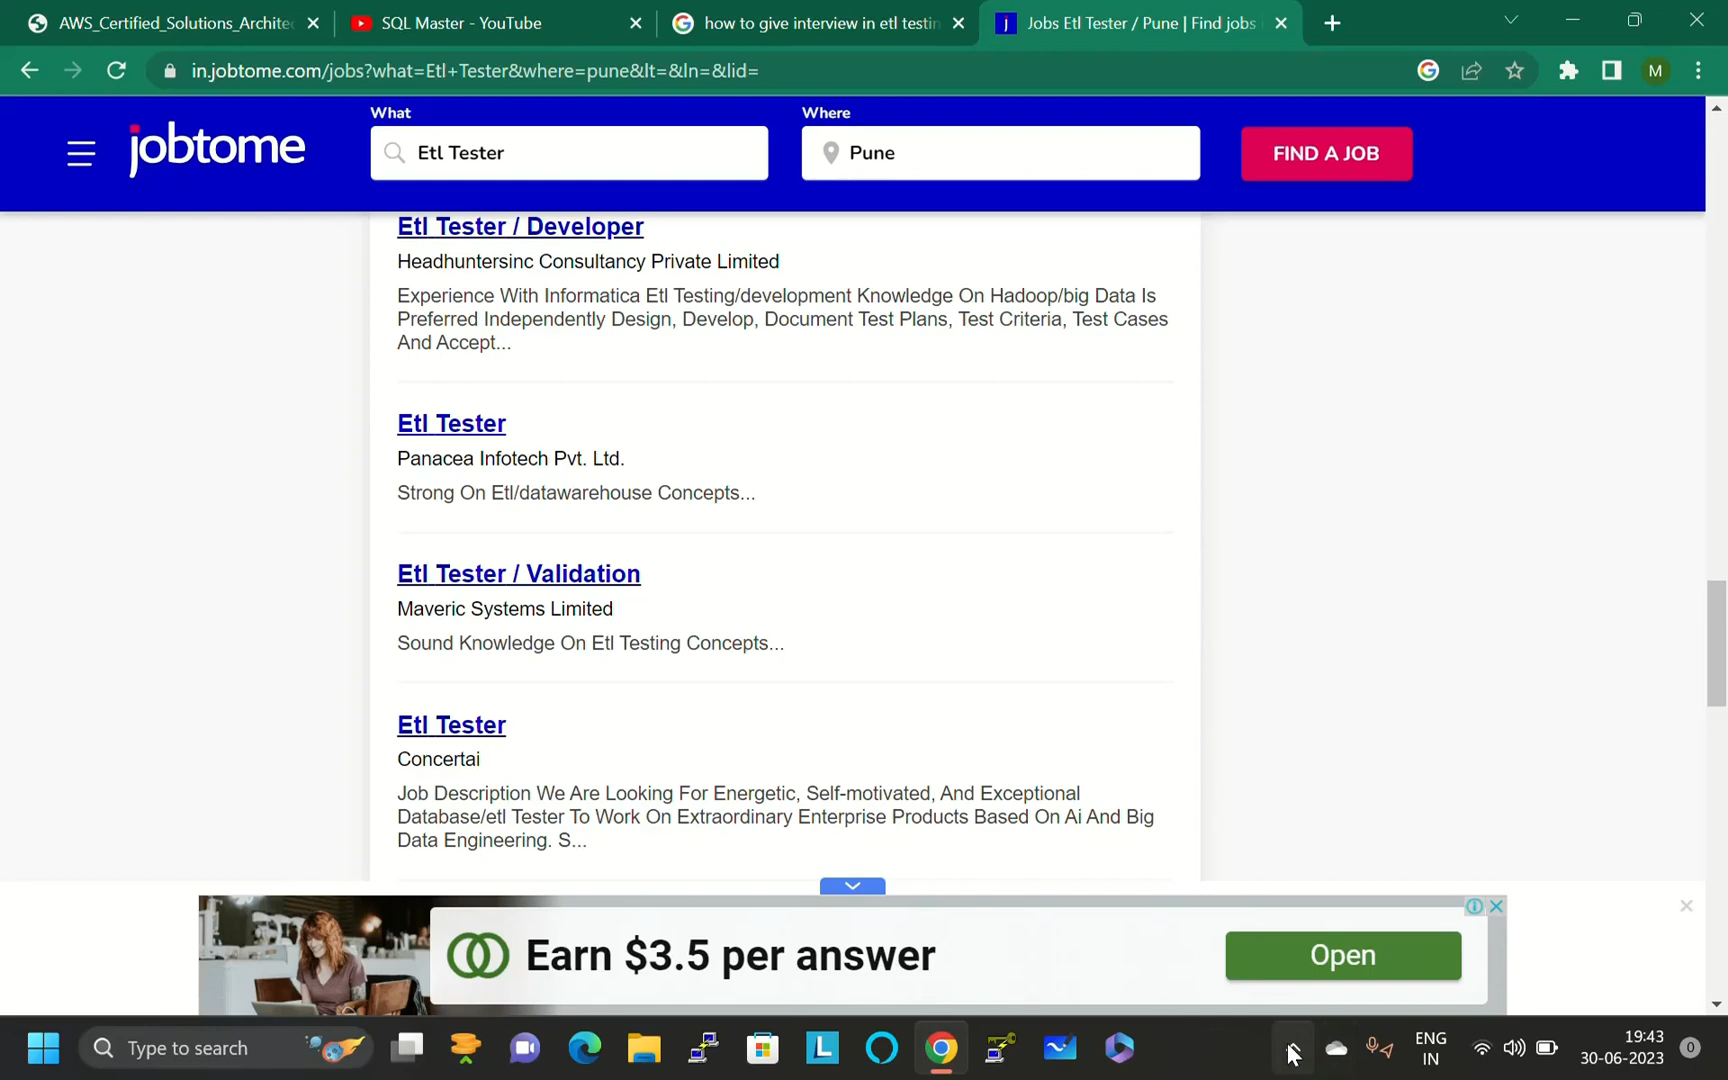 AWS_Certified_Solutions_Archite
SQL Master - YouTube
how to give interview in etl testin
Jobs Etl Tester / Pune | Find jobs
in.jobtome.com/jobs?what=Etl+Tester&where=pune&lt=&ln=&lid=
M
What
Where
jobtome
Etl Tester
Pune
FIND A JOB
Etl Tester / Developer
Headhuntersinc Consultancy Private Limited
Experience With Informatica Etl Testing/development Knowledge On Hadoop/big Data Is
Preferred Independently Design, Develop, Document Test Plans, Test Criteria, Test Cases
And Accept...
Etl Tester
Panacea Infotech Pvt. Ltd.
Strong On Etl/datawarehouse Concepts...
Etl Tester / Validation
Maveric Systems Limited
Sound Knowledge On Etl Testing Concepts...
Etl Tester
Concertai
Job Description We Are Looking For Energetic, Self-motivated, And Exceptional
Database/etl Tester To Work On Extraordinary Enterprise Products Based On Ai And Big
Data Engineering. S...
Earn $3.5 per answer
Open
Type to search
L
ENG
IN
19:43
30-06-2023
0